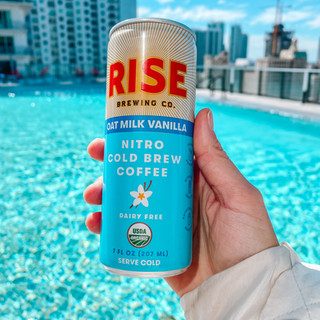 RISE
BREWING CO.
OAT MILK VANILLA
NITRO
COLD BREW
COFFEE
DAIRY FREE
USDA
ORGANIC
7 FL OZ (207 ML)
SERVE COLD